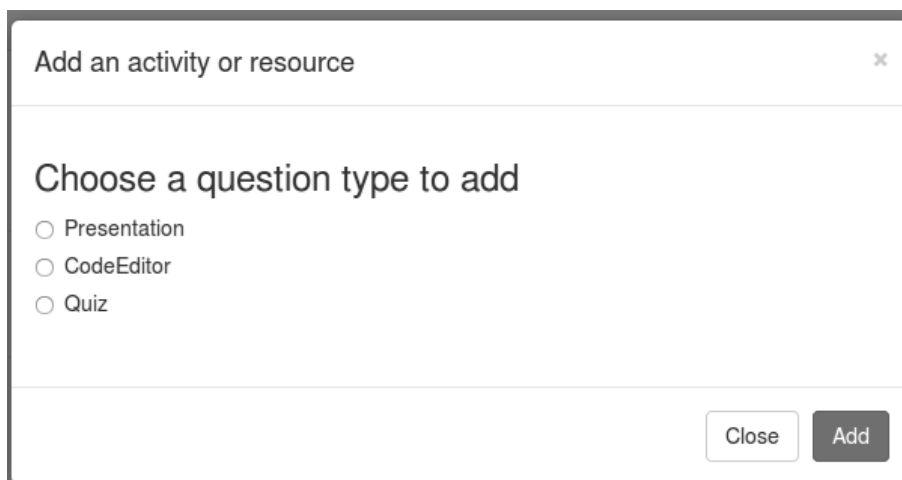 Add an activity or resource ×
Choose a question type to add
Presentation
CodeEditor
Quiz
Close Add